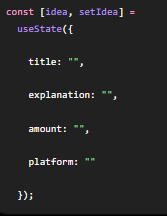 const [idea, setIdea] =
useState({
title: "",
explanation: "",
amount: "",
platform: ""
});